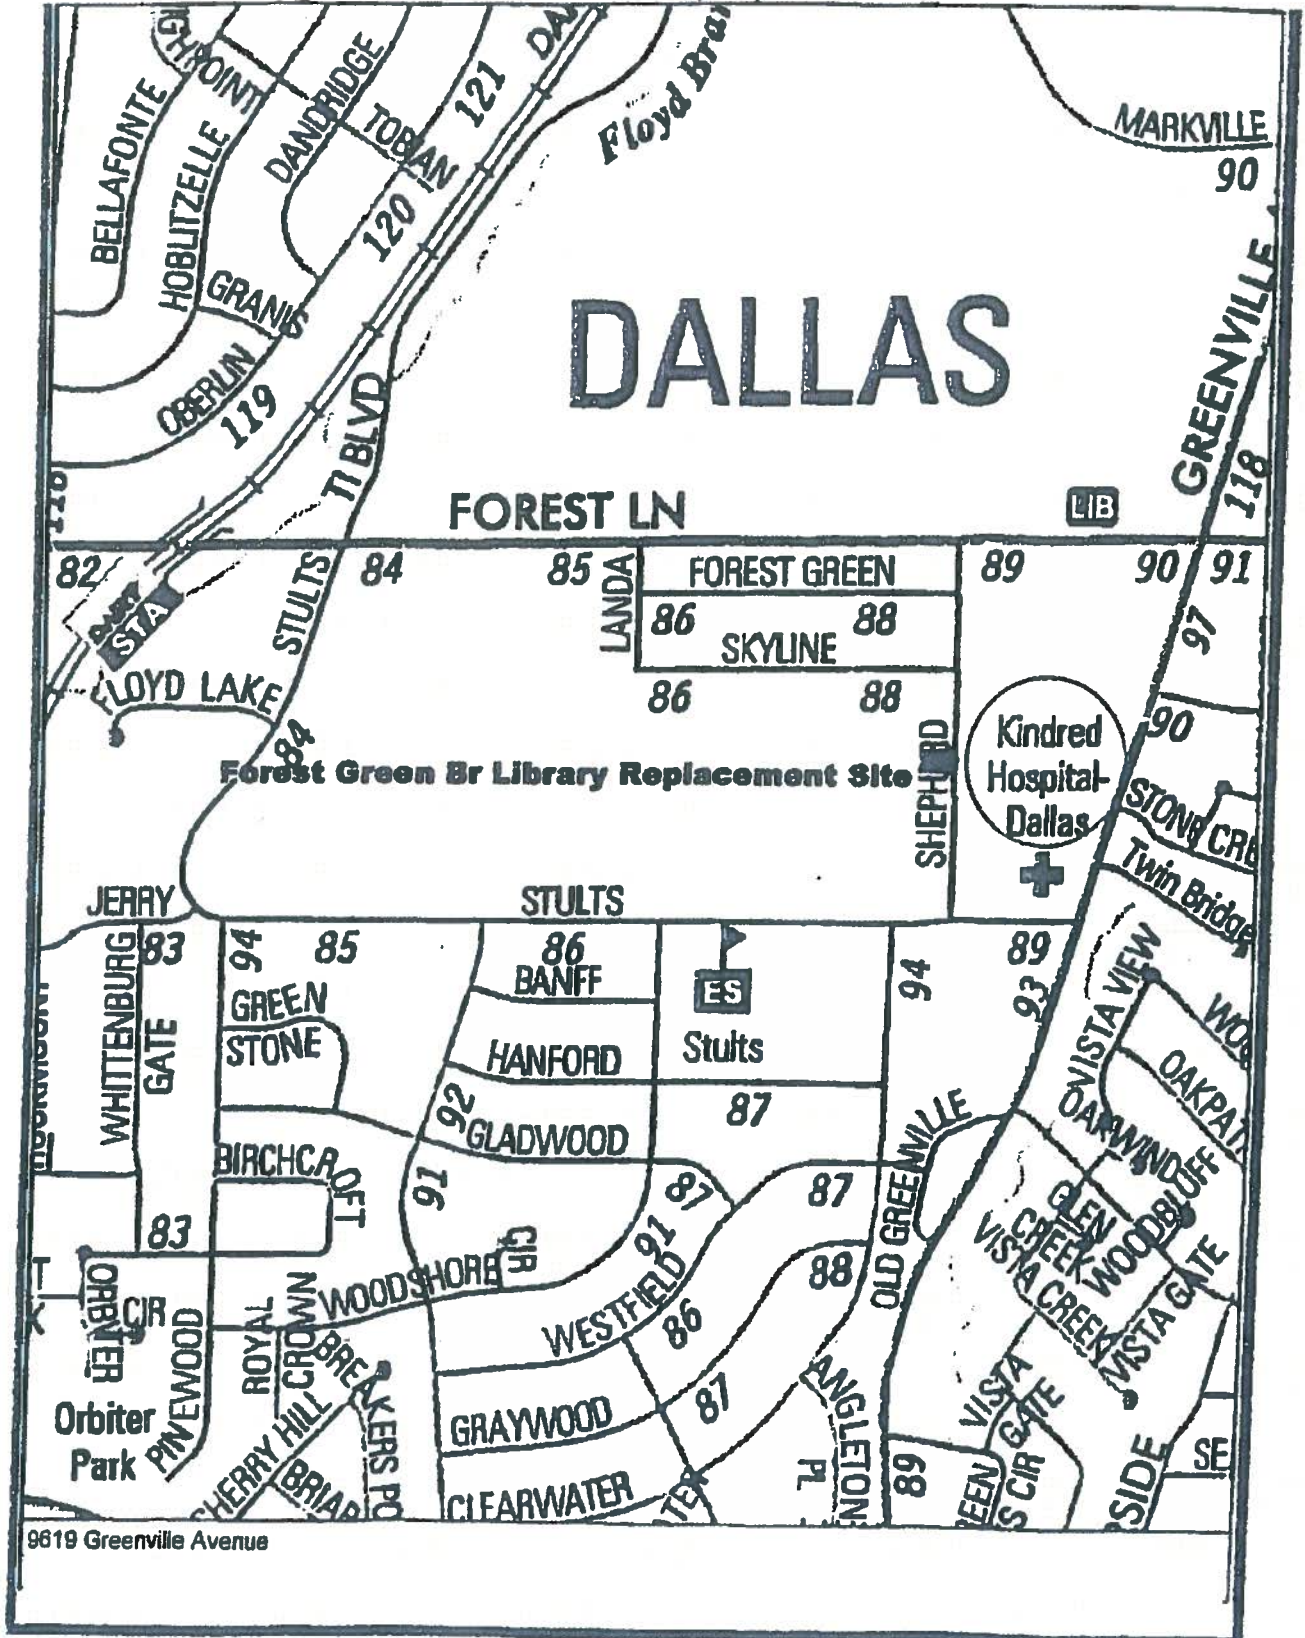 DANDRIDGE
TOBIAN
121
Floyd
MARKVILLE
90
BELLAFONTE
HOBLITZELLE
120
GRANIS
DALLAS
GREENVILLE
OBERLIN
119
TI BLVD
118
FOREST LN
LIB
82
84
85
LANDA
FOREST GREEN
89
90
91
STULTS
86
88
97
STA
SKYLINE
86
88
FLOYD LAKE
84
Kindred
Hospital-
Dallas
90
Forest Green Br Library Replacement Site
SHEPHERD
STONE CRE
Twin Bridge
JERRY
STULTS
83
94
85
86
89
WHITTENBURG
GATE
BANFF
ES
94
93
VISTA VIEW
GREEN
STONE
HANFORD
Stults
OAKPATH
92
87
GLADWOOD
OLD GREENVILLE
OAKWIND
BIRCHCROFT
91
87
87
GLEN
CREEK
WOODBLUFF
83
91
CIR
WOODSHORE
88
VISTA CREEK
VISTA GATE
ORBITER
CIR
WESTFIELD
86
PINEWOOD
ROYAL
CROWN
BREAKERS
VISTA
GATE
Orbiter
Park
GRAYWOOD
87
ANGLETON
PL
CHERRY HILL
BRIAR
CLEARWATER
89
EEN
S CIR
RSIDE
SE
9619 Greenville Avenue